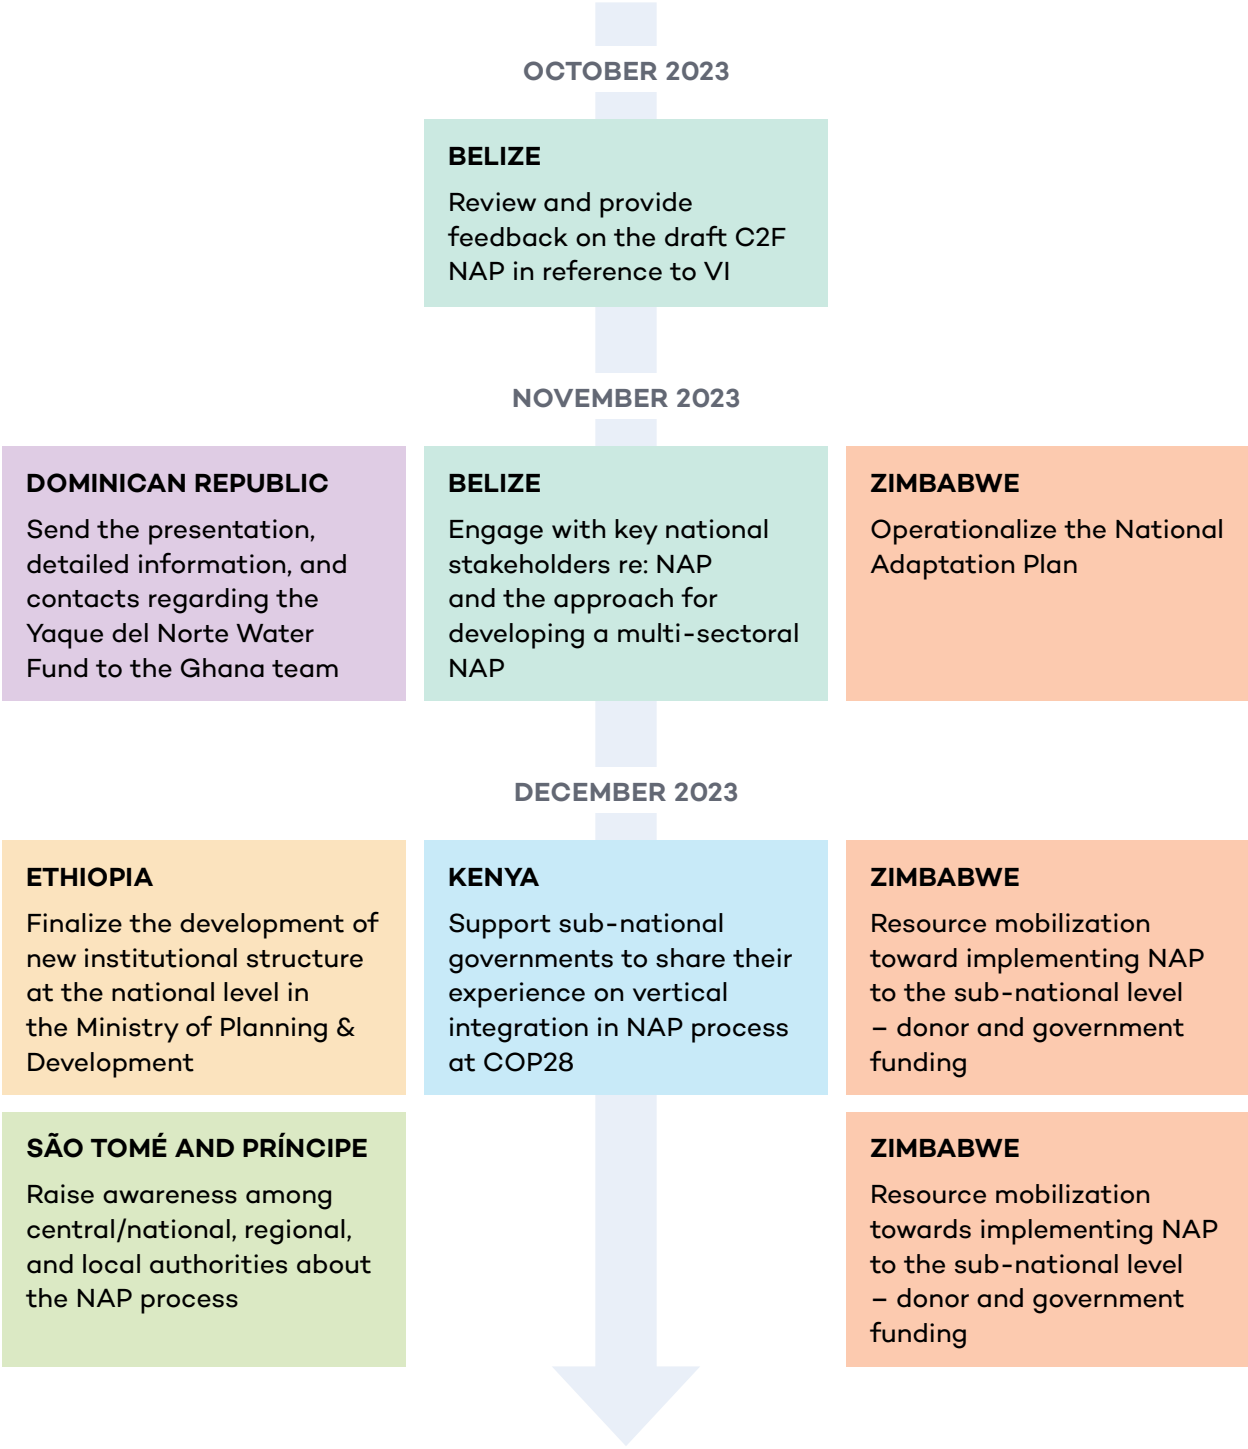 OCTOBER 2023
BELIZE
Review and provide
feedback on the draft C2F
NAP in reference to VI
NOVEMBER 2023
DOMINICAN REPUBLIC
Send the presentation,
detailed information, and
contacts regarding the
Yaque del Norte Water
Fund to the Ghana team
BELIZE
Engage with key national
stakeholders re: NAP
and the approach for
developing a multi-sectoral
NAP
ZIMBABWE
Operationalize the National
Adaptation Plan
DECEMBER 2023
ETHIOPIA
Finalize the development of
new institutional structure
at the national level in
the Ministry of Planning &
Development
KENYA
Support sub-national
governments to share their
experience on vertical
integration in NAP process
at COP28
ZIMBABWE
Resource mobilization
toward implementing NAP
to the sub-national level
– donor and government
funding
SÃO TOMÉ AND PRÍNCIPE
Raise awareness among
central/national, regional,
and local authorities about
the NAP process
ZIMBABWE
Resource mobilization
towards implementing NAP
to the sub-national level
– donor and government
funding